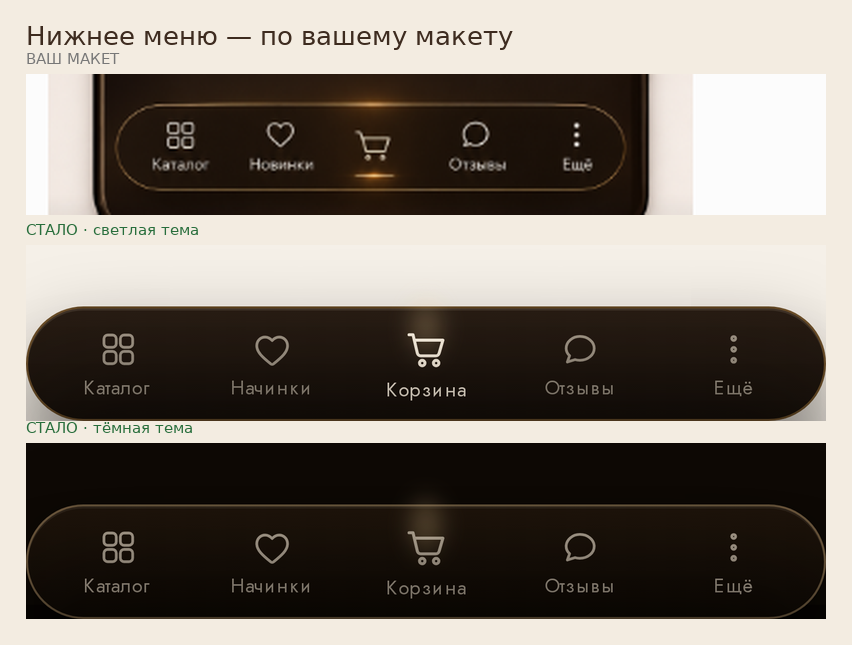 Нижнее меню — по вашему макету
ВАШ МАКЕТ
Каталог Новинки Отзывы Ещё
СТАЛО · светлая тема
Каталог Начинки Корзина Отзывы Ещё
СТАЛО · тёмная тема
Каталог Начинки Корзина Отзывы Ещё